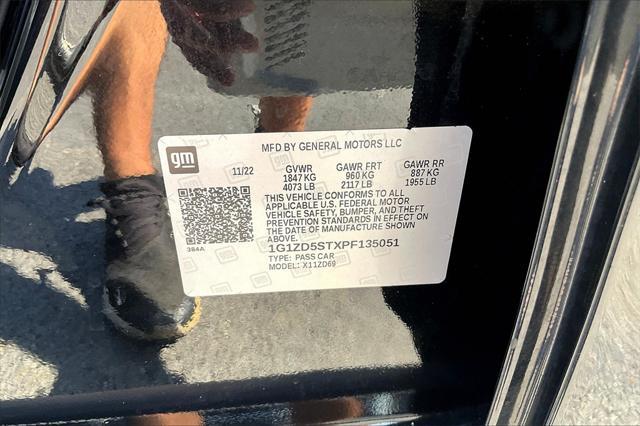 MFD BY GENERAL MOTORS LLC
gm
11/22 GVWR GAWR FRT GAWR RR
1847 KG 960 KG 887 KG
4073 LB 2117 LB 1955 LB
THIS VEHICLE CONFORMS TO ALL
APPLICABLE U.S. FEDERAL MOTOR
VEHICLE SAFETY, BUMPER, AND THEFT
PREVENTION STANDARDS IN EFFECT ON
THE DATE OF MANUFACTURE SHOWN
ABOVE.
384A
1G1ZD5STXPF135051
TYPE: PASS CAR
MODEL: X11ZD69